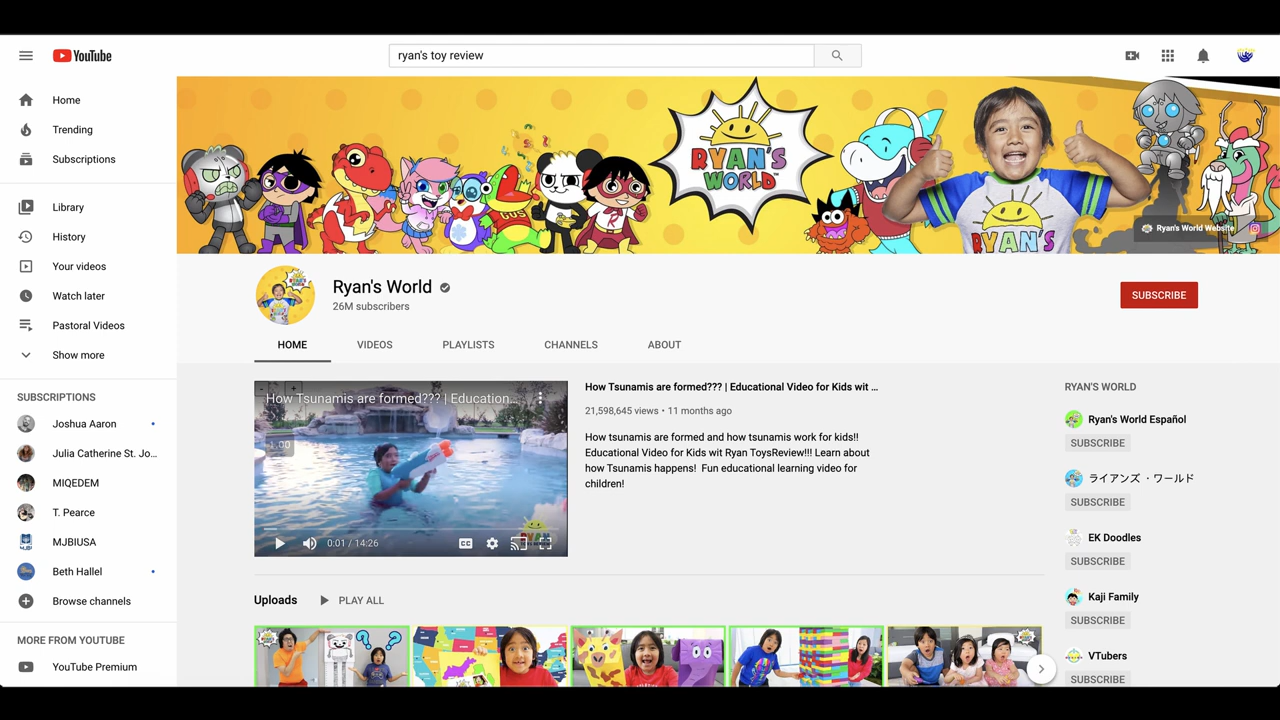 YouTube
ryan's toy review
Home
Trending
Subscriptions
Library
History
Your videos
Watch later
Pastoral Videos
Show more
SUBSCRIPTIONS
Joshua Aaron
Julia Catherine St. Jo...
MIQEDEM
T. Pearce
MJBIUSA
Beth Hallel
Browse channels
MORE FROM YOUTUBE
YouTube Premium
GUS
RYAN'S
WORLD
RYAN'S
Ryan's World Website
Ryan's World
26M subscribers
SUBSCRIBE
HOME
VIDEOS
PLAYLISTS
CHANNELS
ABOUT
How Tsunamis are formed??? | Education...
1.00
0:01 / 14:26
CC
How Tsunamis are formed??? | Educational Video for Kids wit ...
21,598,645 views • 11 months ago
How tsunamis are formed and how tsunamis work for kids!!
Educational Video for Kids wit Ryan ToysReview!!! Learn about
how Tsunamis happens! Fun educational learning video for
children!
Uploads
PLAY ALL
RYAN'S WORLD
Ryan's World Español
SUBSCRIBE
ライアンズ ・ワールド
SUBSCRIBE
EK Doodles
SUBSCRIBE
Kaji Family
SUBSCRIBE
VTubers
SUBSCRIBE